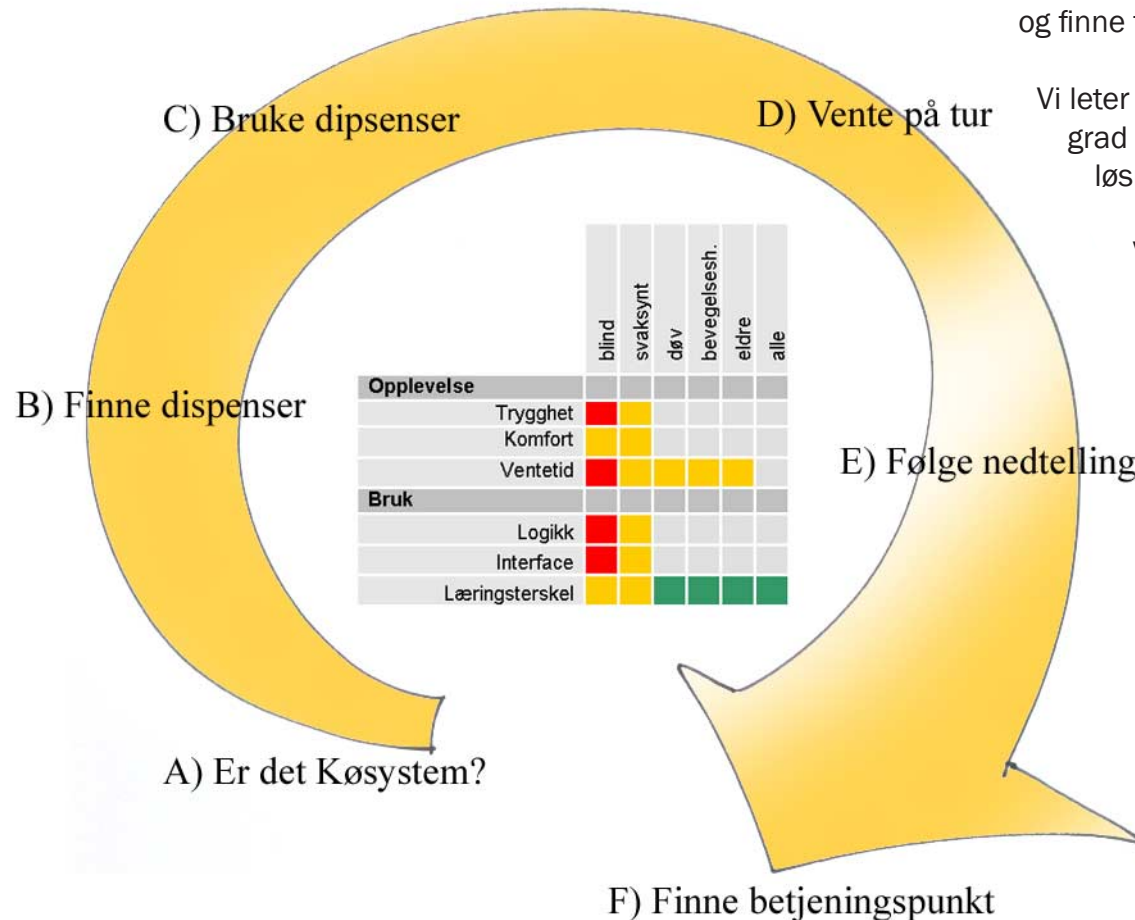 og finne
Vi leter
grad
løs
C) Bruke dipsenser
D) Vente på tur
blind
svaksynt
døv
bevegelsesh.
eldre
alle
Opplevelse
Trygghet
Komfort
Ventetid
Bruk
Logikk
Interface
Læringsterskel
B) Finne dispenser
E) Følge nedtelling
A) Er det Køsystem?
F) Finne betjeningspunkt